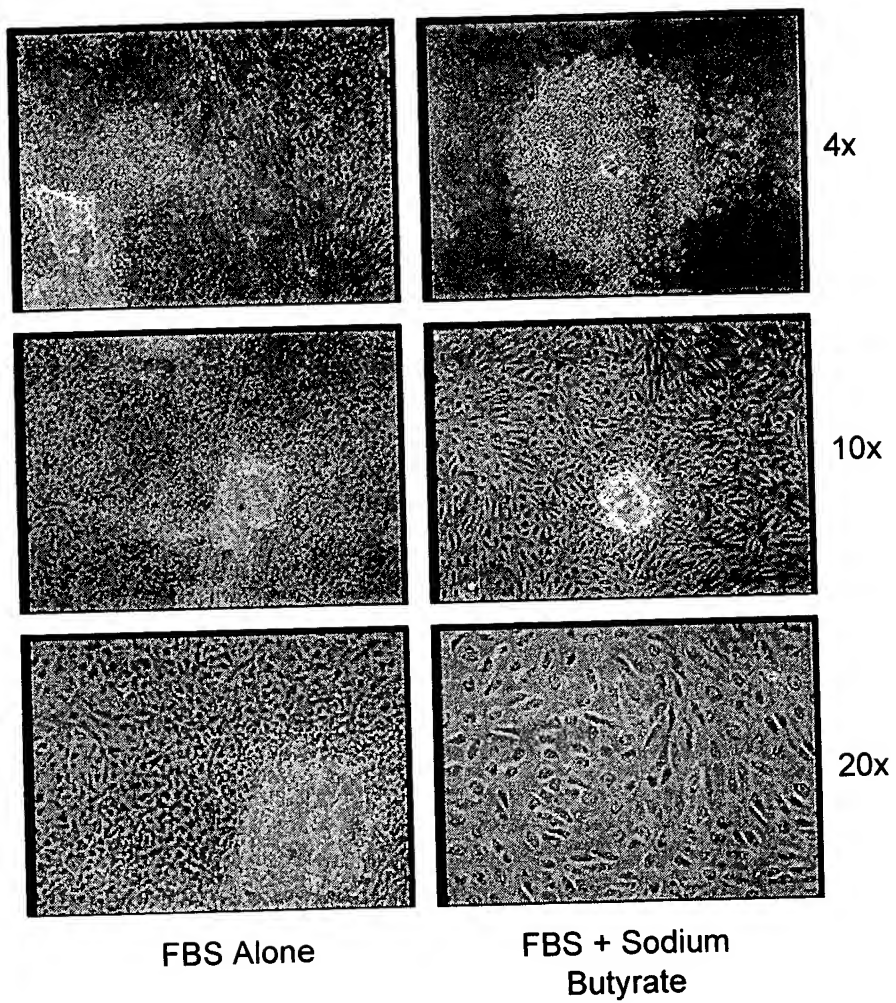 4x
10x
20x
FBS Alone
FBS + Sodium
Butyrate